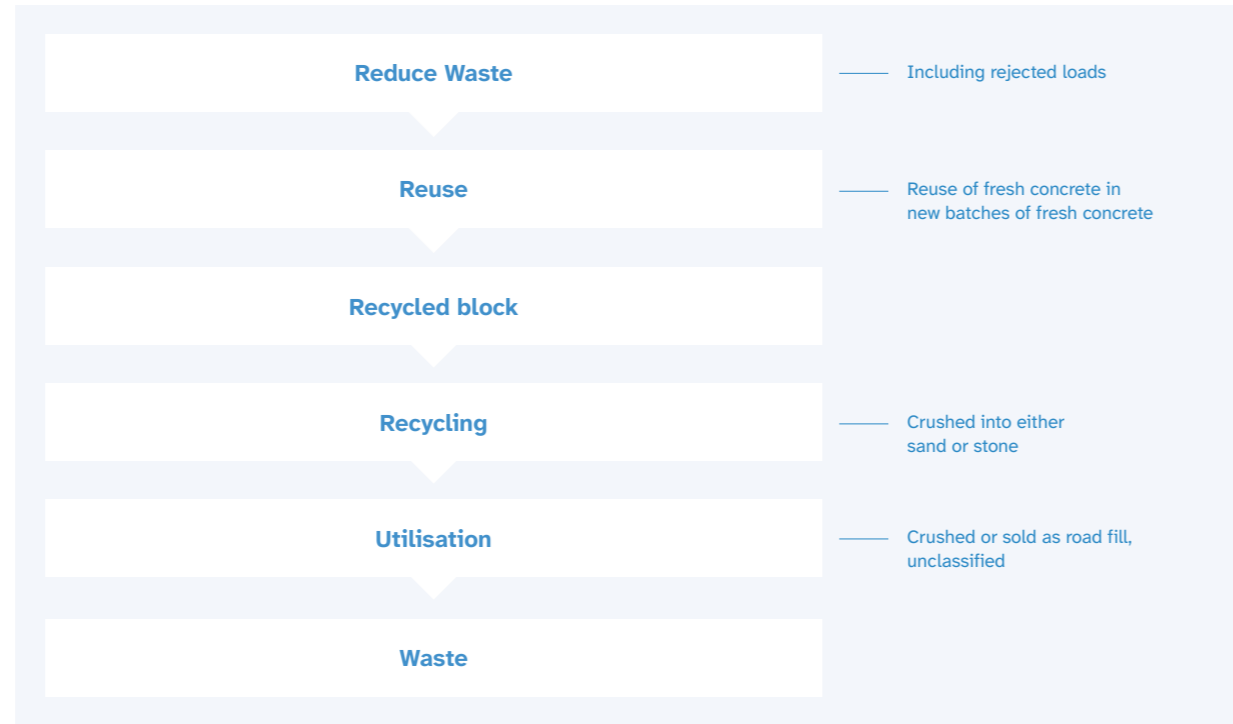 Reduce Waste
Including rejected loads
Reuse
Reuse of fresh concrete in
new batches of fresh concrete
Recycled block
Recycling
Crushed into either
sand or stone
Utilisation
Crushed or sold as road fill,
unclassified
Waste